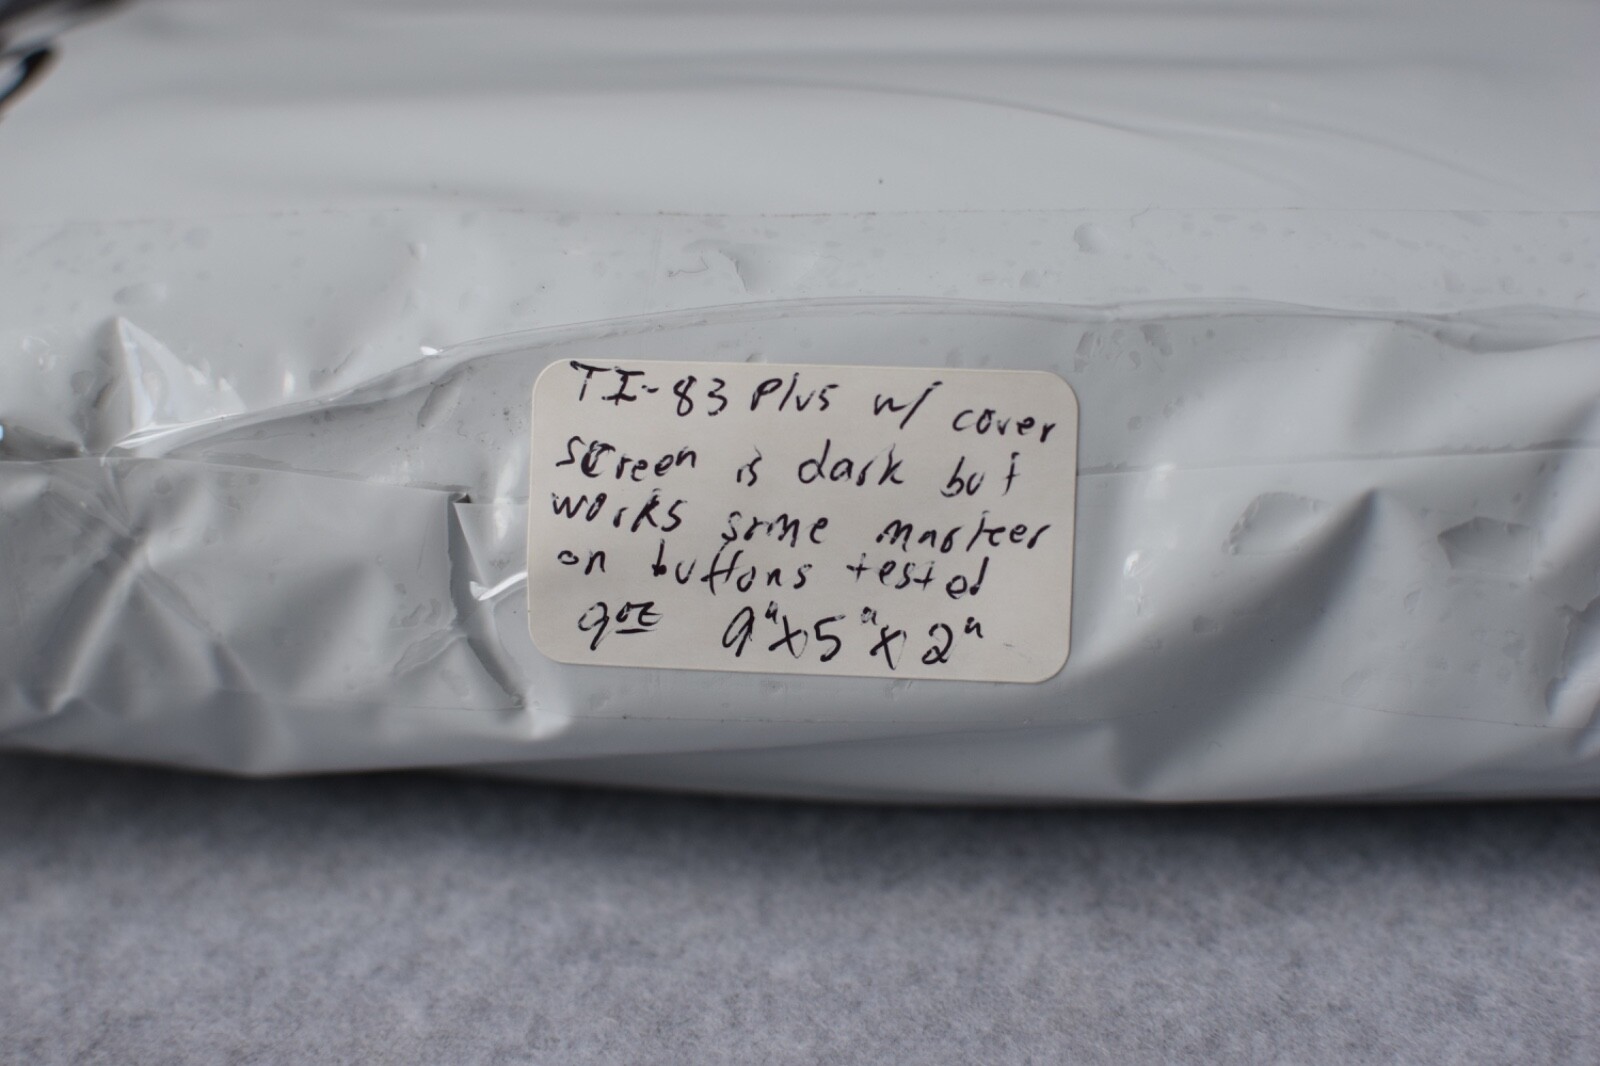 TI-83 Plus w/ cover
screen is dark but
works some marker
on buttons tested
9oz 9"x5"x2"